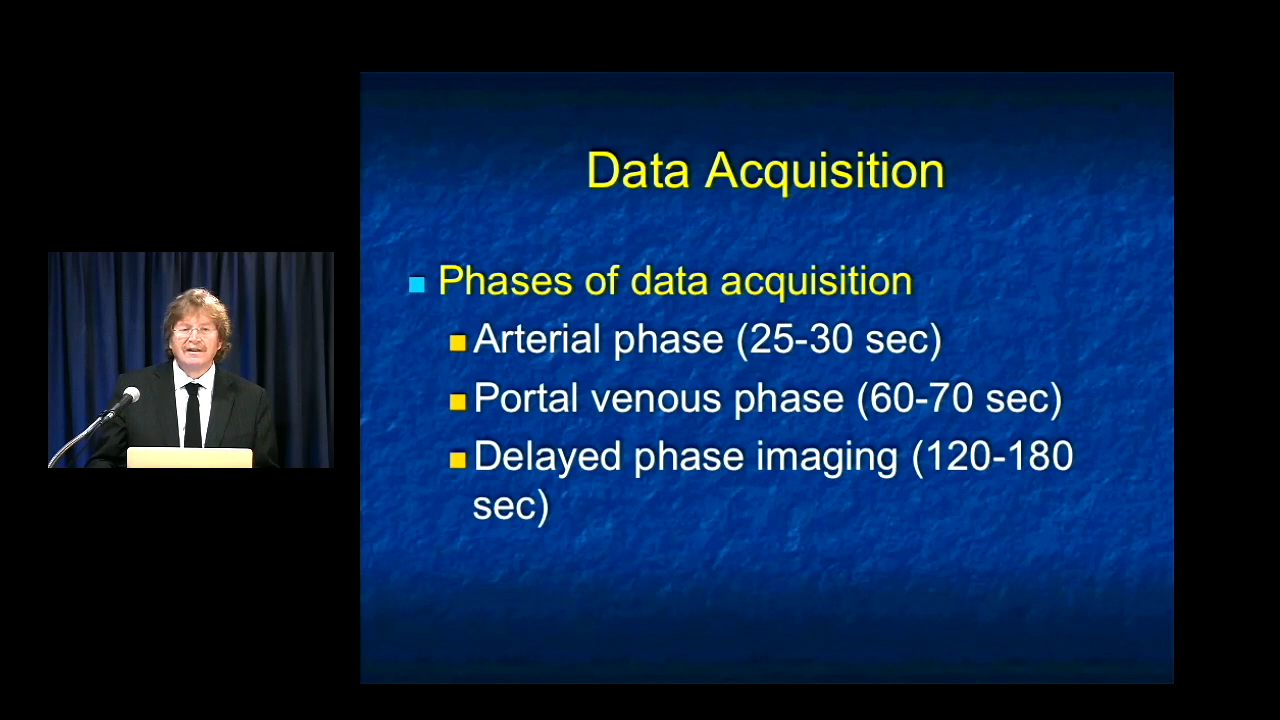 Data Acquisition
Phases of data acquisition
Arterial phase (25-30 sec)
Portal venous phase (60-70 sec)
Delayed phase imaging (120-180
sec)